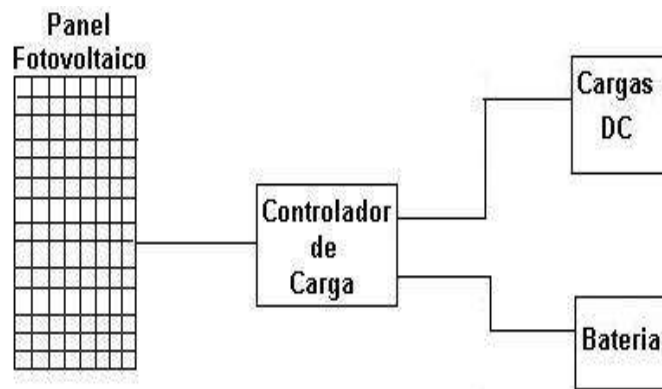 Panel
Fotovoltaico
Controlador
de
Carga
Cargas
DC
Bateria